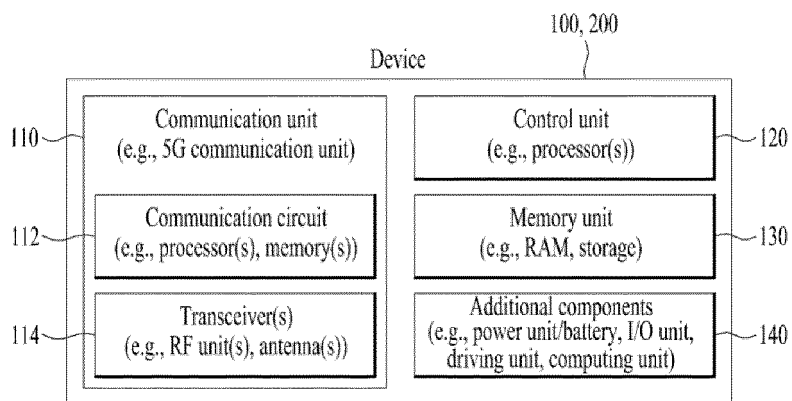 100, 200
Device
110
Communication unit
(e.g., 5G communication unit)
112
Communication circuit
(e.g., processor(s), memory(s))
114
Transceiver(s)
(e.g., RF unit(s), antenna(s))
Control unit
(e.g., processor(s))
120
Memory unit
(e.g., RAM, storage)
130
Additional components
(e.g., power unit/battery, I/O unit,
driving unit, computing unit)
140